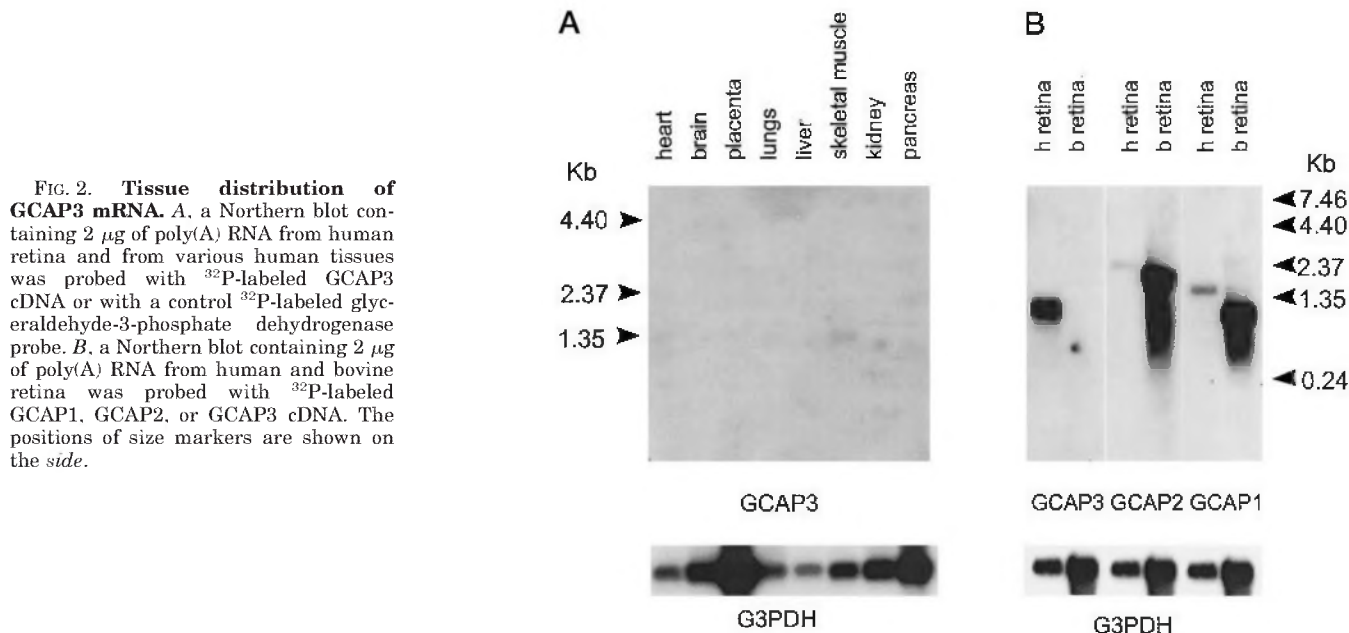 FIG. 2. Tissue distribution of
GCAP3 mRNA. A, a Northern blot con-
taining 2 μg of poly(A) RNA from human
retina and from various human tissues
was probed with ³²P-labeled GCAP3
cDNA or with a control ³²P-labeled glyc-
eraldehyde-3-phosphate dehydrogenase
probe. B, a Northern blot containing 2 μg
of poly(A) RNA from human and bovine
retina was probed with ³²P-labeled
GCAP1, GCAP2, or GCAP3 cDNA. The
positions of size markers are shown on
the side.
A
heart
brain
placenta
lungs
liver
skeletal muscle
kidney
pancreas
Kb
4.40
2.37
1.35
GCAP3
G3PDH
B
h retina
b retina
h retina
b retina
h retina
b retina
Kb
7.46
4.40
2.37
1.35
0.24
GCAP3 GCAP2 GCAP1
G3PDH